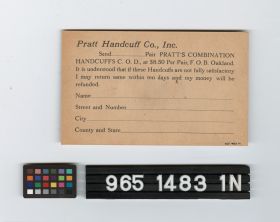 Pratt Handcuff Co., Inc.
Send Pair PRATT'S COMBINATION
HANDCUFFS C. O. D., at $8.50 Per Pair, F. O. B. Oakland.
It is understood that if these Handcuffs are not fully satisfactory
I may return same within ten days and my money will be
refunded.
Name
Street and Number
City
County and State
965 1483 1N